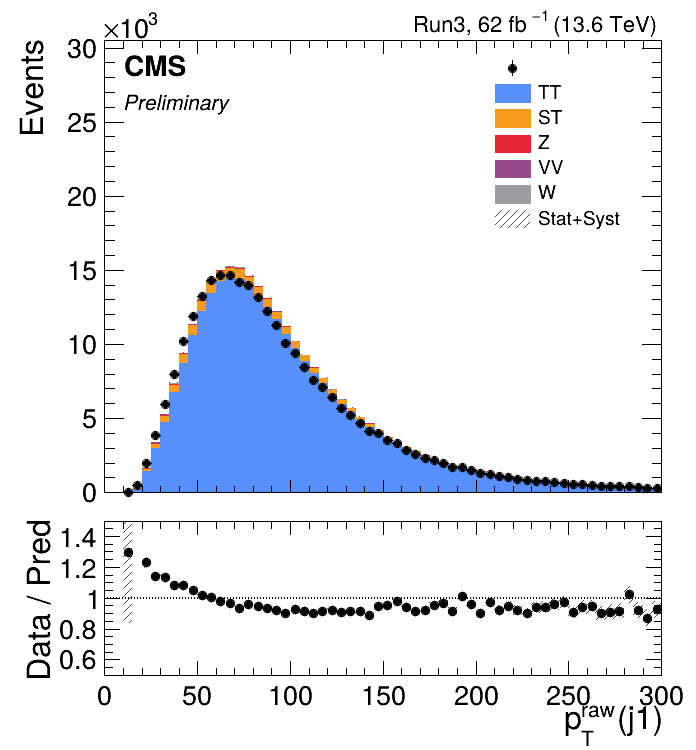 ×10³
Run3, 62 fb⁻¹ (13.6 TeV)
CMS
Preliminary
Events
30
25
20
15
10
5
0
TT
ST
Z
VV
W
Stat+Syst
Data / Pred
1.4
1.2
1
0.8
0.6
0 50 100 150 200 250 300
p_T^raw(j1)